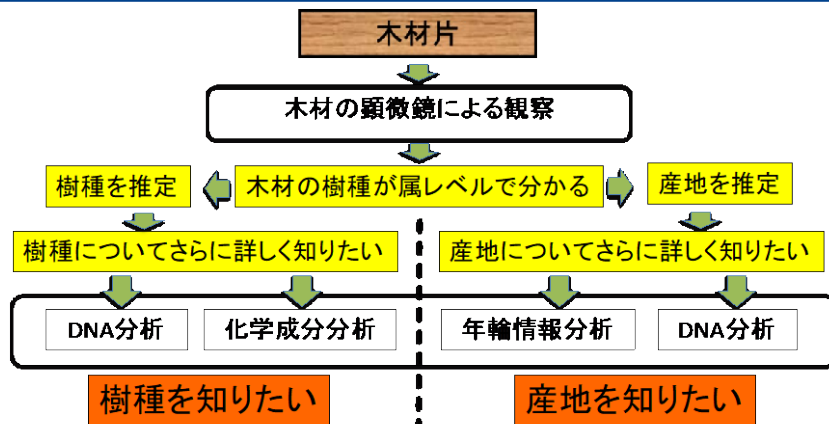 木材片
木材の顕微鏡による観察
樹種を推定
木材の樹種が属レベルで分かる
産地を推定
樹種についてさらに詳しく知りたい
産地についてさらに詳しく知りたい
DNA分析
化学成分分析
年輪情報分析
DNA分析
樹種を知りたい
産地を知りたい